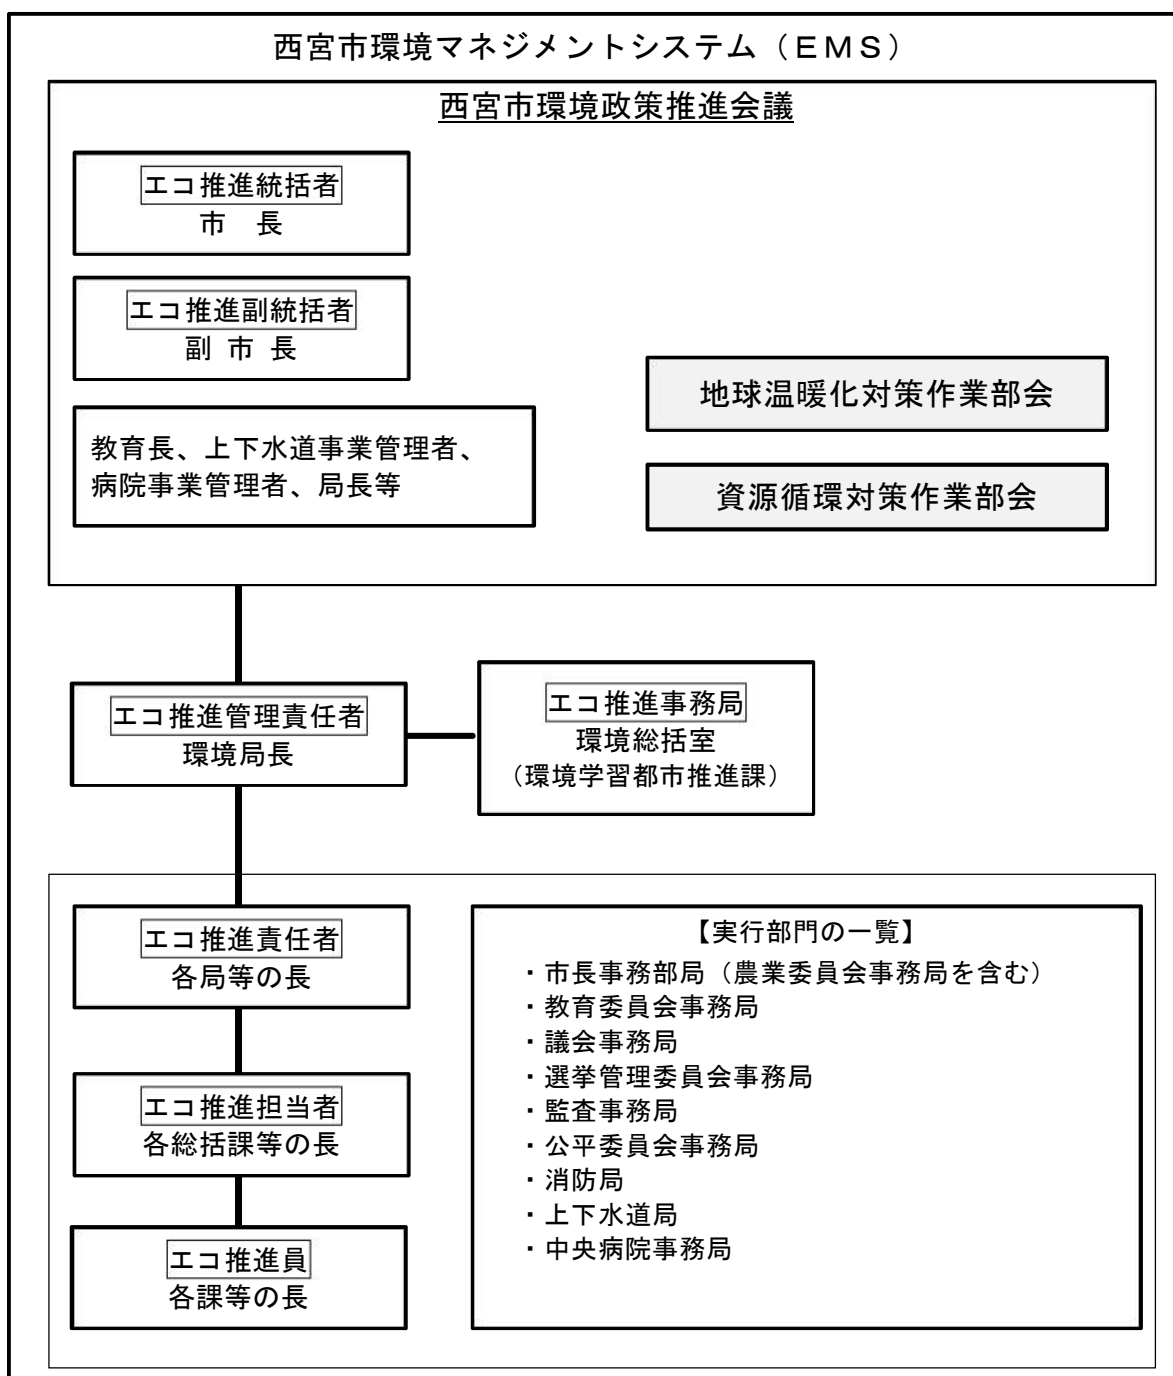 西宮市環境マネジメントシステム（ＥＭＳ）
西宮市環境政策推進会議
エコ推進統括者
市　長
エコ推進副統括者
副 市 長
教育長、上下水道事業管理者、
病院事業管理者、局長等
地球温暖化対策作業部会
資源循環対策作業部会
エコ推進管理責任者
環境局長
エコ推進事務局
環境総括室
（環境学習都市推進課）
エコ推進責任者
各局等の長
エコ推進担当者
各総括課等の長
エコ推進員
各課等の長
【実行部門の一覧】
・市長事務部局（農業委員会事務局を含む）
・教育委員会事務局
・議会事務局
・選挙管理委員会事務局
・監査事務局
・公平委員会事務局
・消防局
・上下水道局
・中央病院事務局